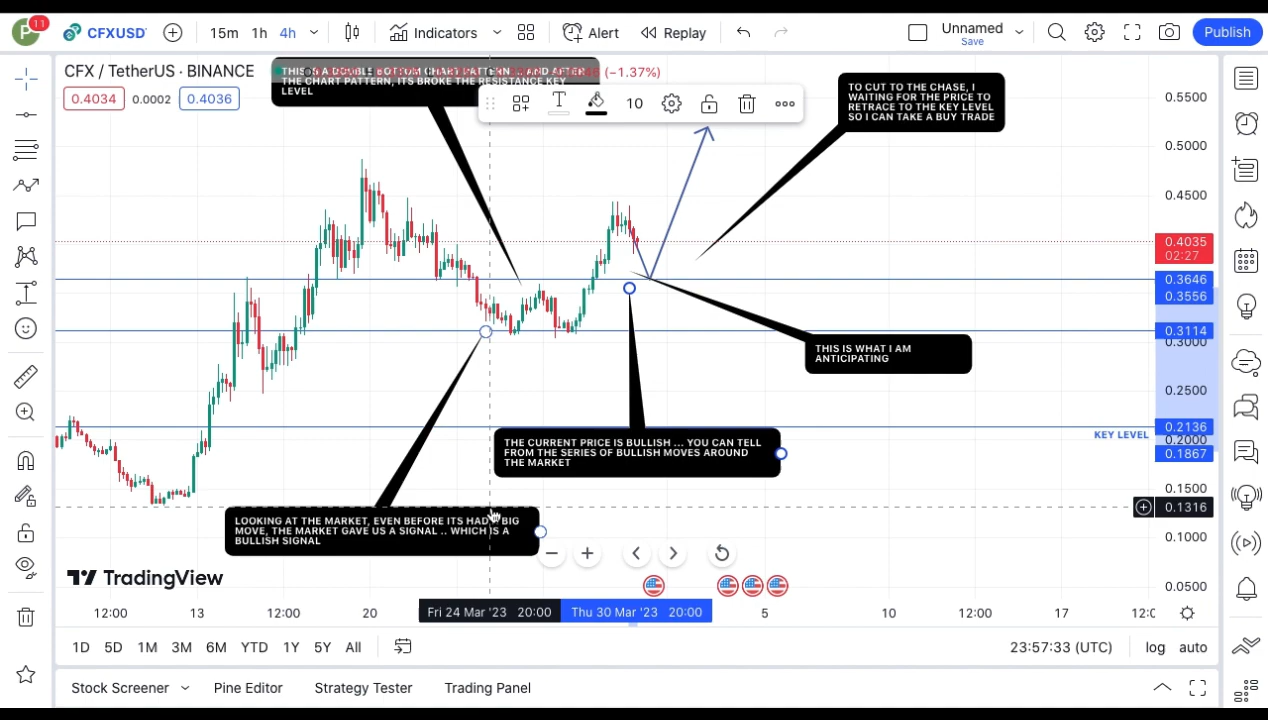 P
11
CFXUSD
15m 1h 4h
Indicators
Alert
Replay
Unnamed
Save
Publish
CFX / TetherUS · BINANCE
(−1.37%)
0.4034 0.0002 0.4036
THIS IS A DOUBLE BOTTOM CHART PATTERN ... AND AFTER
THE CHART PATTERN, ITS BROKE THE RESISTANCE KEY
LEVEL
10
TO CUT TO THE CHASE, I
WAITING FOR THE PRICE TO
RETRACE TO THE KEY LEVEL
SO I CAN TAKE A BUY TRADE
0.5500
0.5000
0.4500
0.4035
02:27
0.3646
0.3556
0.3114
0.3000
0.2500
0.2136
0.2000
0.1867
0.1500
0.1316
0.1000
0.0500
THIS IS WHAT I AM
ANTICIPATING
KEY LEVEL
THE CURRENT PRICE IS BULLISH ... YOU CAN TELL
FROM THE SERIES OF BULLISH MOVES AROUND
THE MARKET
LOOKING AT THE MARKET, EVEN BEFORE ITS HAD A BIG
MOVE, THE MARKET GAVE US A SIGNAL .. WHICH IS A
BULLISH SIGNAL
TradingView
12:00 13 12:00 20 Fri 24 Mar '23 20:00 Thu 30 Mar '23 20:00 5 10 12:00 17 12:0
1D 5D 1M 3M 6M YTD 1Y 5Y All
23:57:33 (UTC) log auto
Stock Screener Pine Editor Strategy Tester Trading Panel